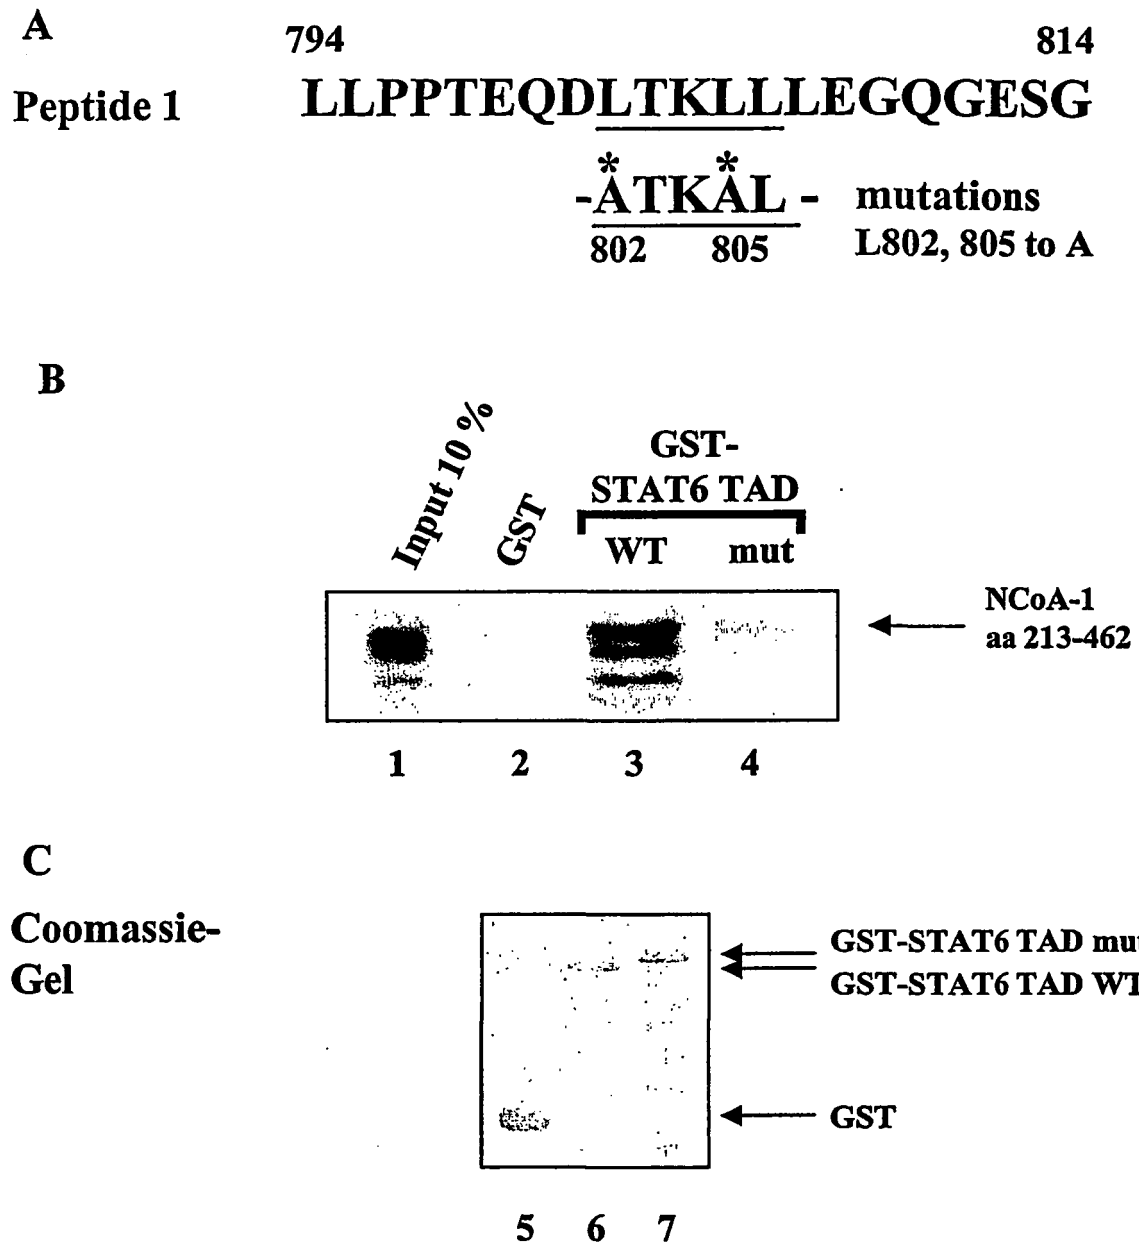 A
794 814
Peptide 1 LLPPTEQDLTKLLLEGQGESG
* *
-ATKAL - mutations
802 805 L802, 805 to A
B
Input 10 %
GST
GST-
STAT6 TAD
WT mut
NCoA-1
aa 213-462
1 2 3 4
C
Coomassie-
Gel
GST-STAT6 TAD mut
GST-STAT6 TAD WT
GST
5 6 7